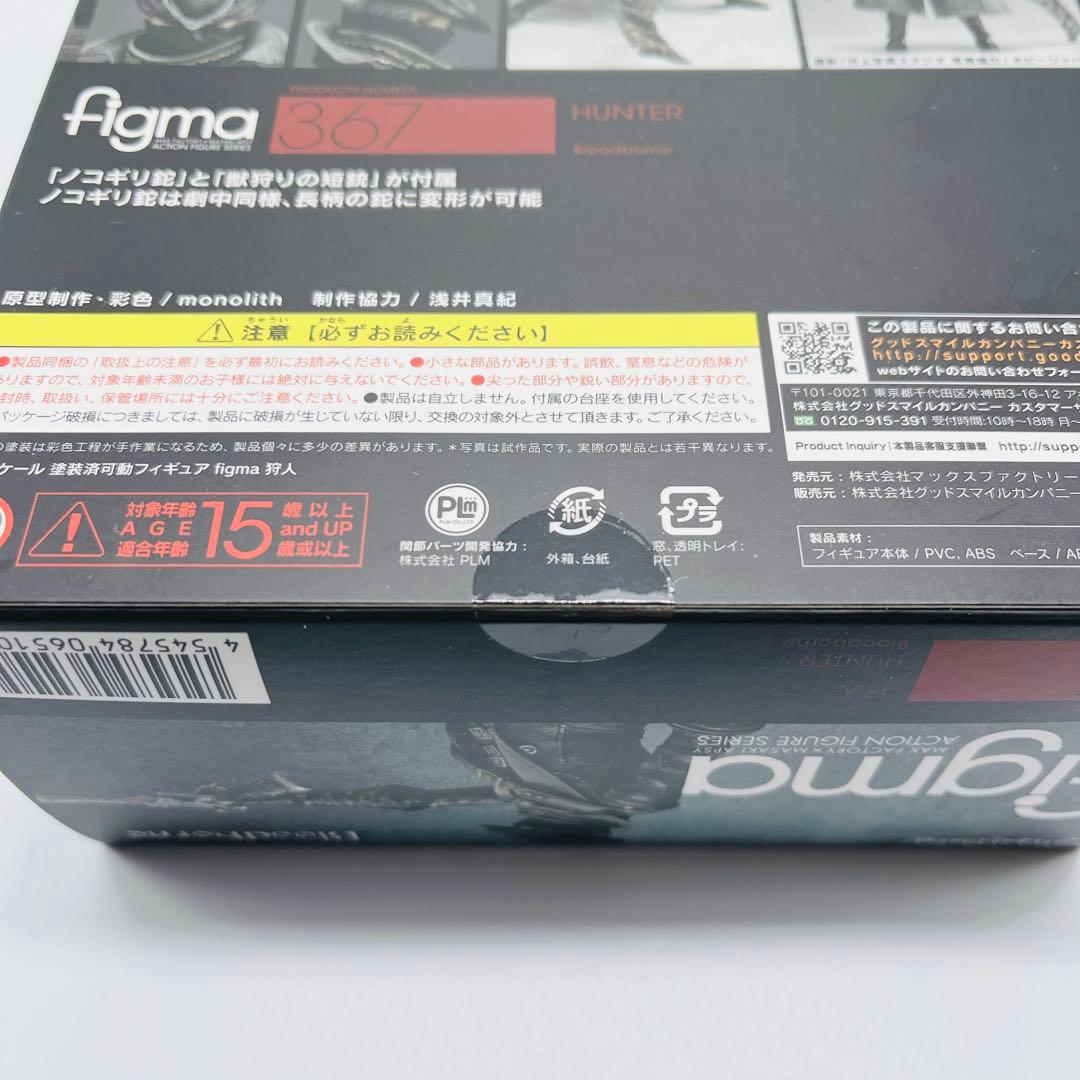 figma
ACTION FIGURE SERIES
PRODUCTS NUMBER
367
HUNTER
Bloodborne
「ノコギリ鉈」と「獣狩りの短銃」が付属
ノコギリ鉈は劇中同様、長柄の鉈に変形が可能
原型制作・彩色 / monolith 制作協力 / 浅井真紀
注意【必ずお読みください】
●製品同梱の「取扱上の注意」を必ず最初にお読みください。●小さな部品があります。誤飲、窒息などの危険が
ありますので、対象年齢未満のお子様には絶対に与えないでください。●尖った部分や鋭い部分がありますので、
封時、取扱い、保管場所には十分にご注意ください。●製品は自立しません。付属の台座を使用してください。
パッケージ破損につきましては、製品に破損が生じていない限り、交換の対象外とさせて頂きます。ご了承ください。
の塗装は彩色工程が手作業になるため、製品個々に多少の差異があります。*写真は試作品です。実際の製品とは若干異なります。
ケール 塗装済可動フィギュア figma 狩人
対象年齢
AGE
適合年齢
15
歳以上
and UP
歳或以上
PLM
PLM CO.,LTD
関節パーツ開発協力:
株式会社 PLM
紙
外箱、台紙
プラ
窓、透明トレイ:
PET
この製品に関するお問い合
グッドスマイルカンパニー カス
http://support.good
webサイトのお問い合わせフォー
〒101-0021 東京都千代田区外神田3-16-12 アキ
株式会社グッドスマイルカンパニー カスタマーサ
0120-915-391 受付時間:10時〜18時 月〜
Product Inquiry | 本製品客服支援聯繫 http://supp
発売元: 株式会社マックスファクトリー
販売元: 株式会社グッドスマイルカンパニー
製品素材:
フィギュア本体 / PVC, ABS ベース / AB
4 545784 06510
Bloodborne
HUNTER
狩人
MAX FACTORY × MASAKI APSY
ACTION FIGURE SERIES
figma